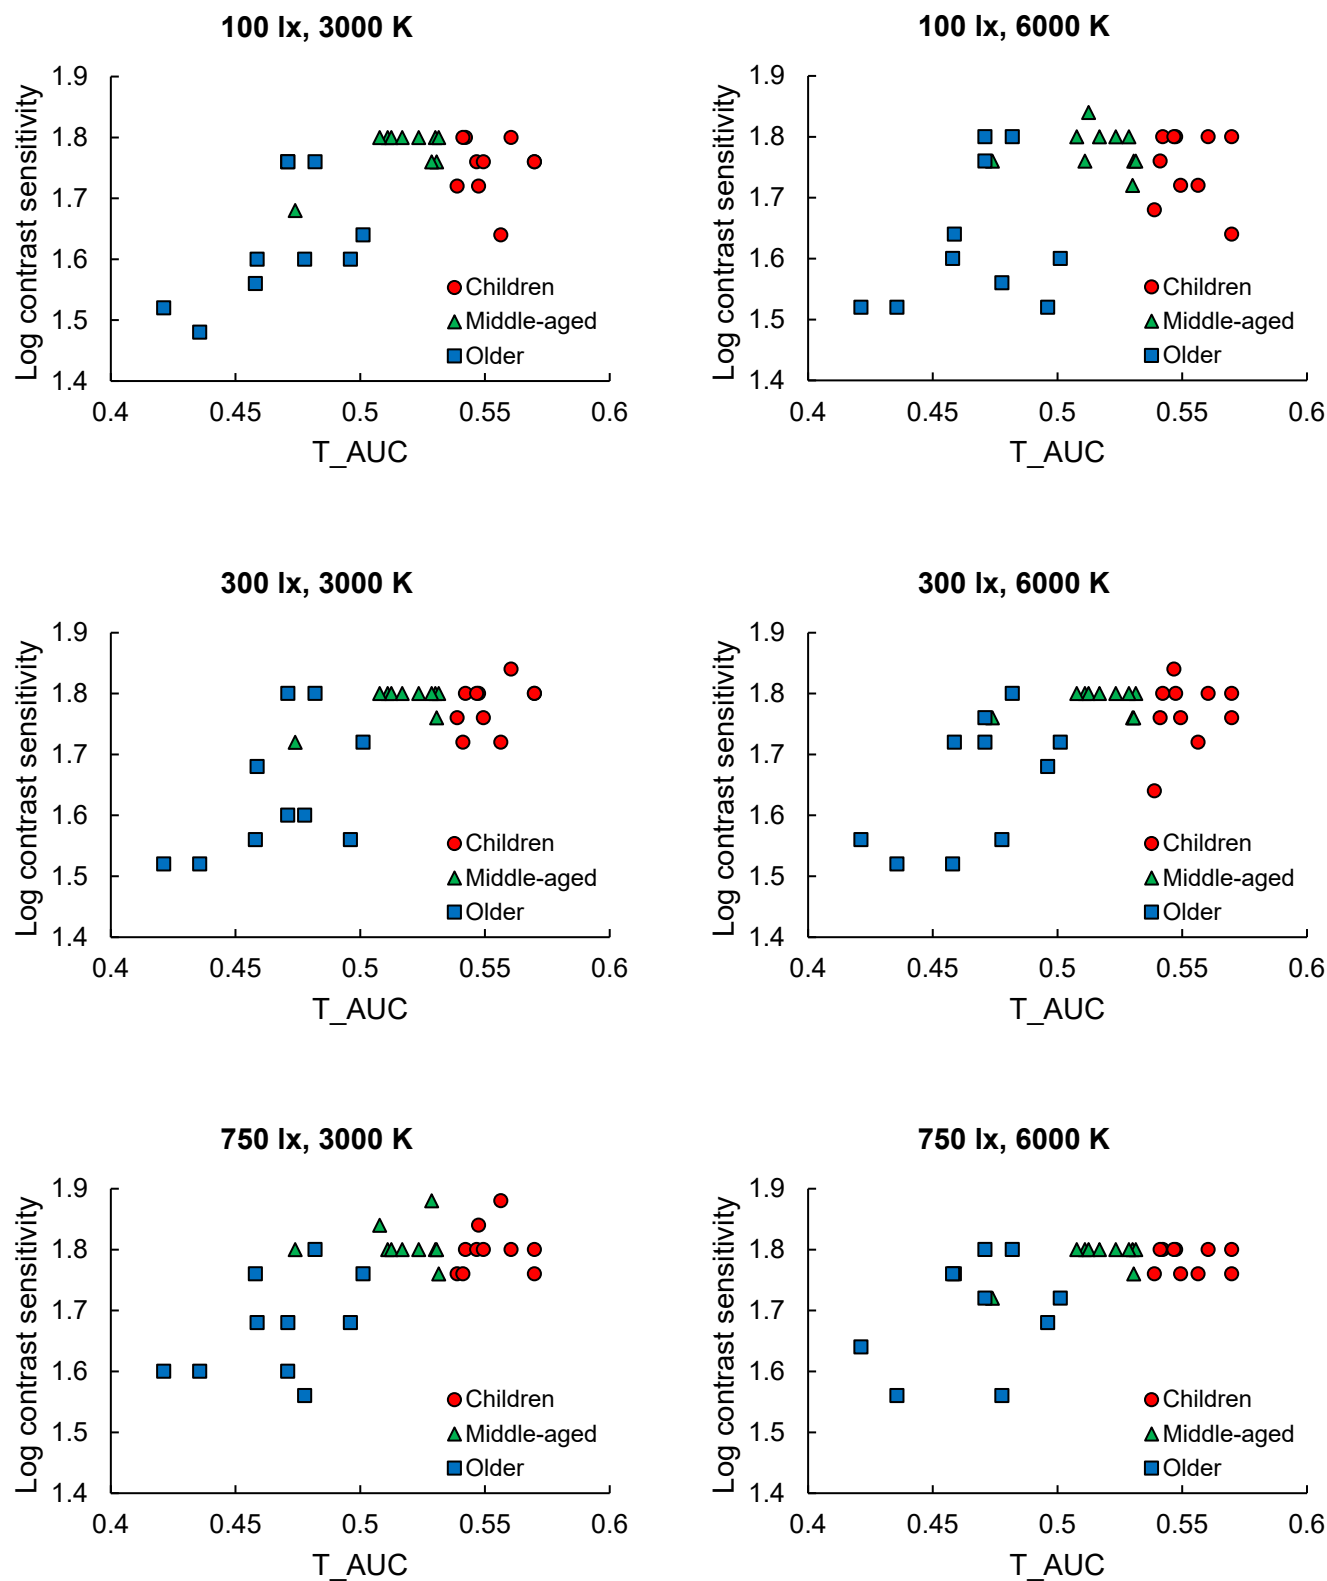 100 lx, 3000 K
Log contrast sensitivity
1.9
1.8
1.7
1.6
1.5
1.4
0.4 0.45 0.5 0.55 0.6
T_AUC
Children
Middle-aged
Older
100 lx, 6000 K
Log contrast sensitivity
1.9
1.8
1.7
1.6
1.5
1.4
0.4 0.45 0.5 0.55 0.6
T_AUC
Children
Middle-aged
Older
300 lx, 3000 K
Log contrast sensitivity
1.9
1.8
1.7
1.6
1.5
1.4
0.4 0.45 0.5 0.55 0.6
T_AUC
Children
Middle-aged
Older
300 lx, 6000 K
Log contrast sensitivity
1.9
1.8
1.7
1.6
1.5
1.4
0.4 0.45 0.5 0.55 0.6
T_AUC
Children
Middle-aged
Older
750 lx, 3000 K
Log contrast sensitivity
1.9
1.8
1.7
1.6
1.5
1.4
0.4 0.45 0.5 0.55 0.6
T_AUC
Children
Middle-aged
Older
750 lx, 6000 K
Log contrast sensitivity
1.9
1.8
1.7
1.6
1.5
1.4
0.4 0.45 0.5 0.55 0.6
T_AUC
Children
Middle-aged
Older